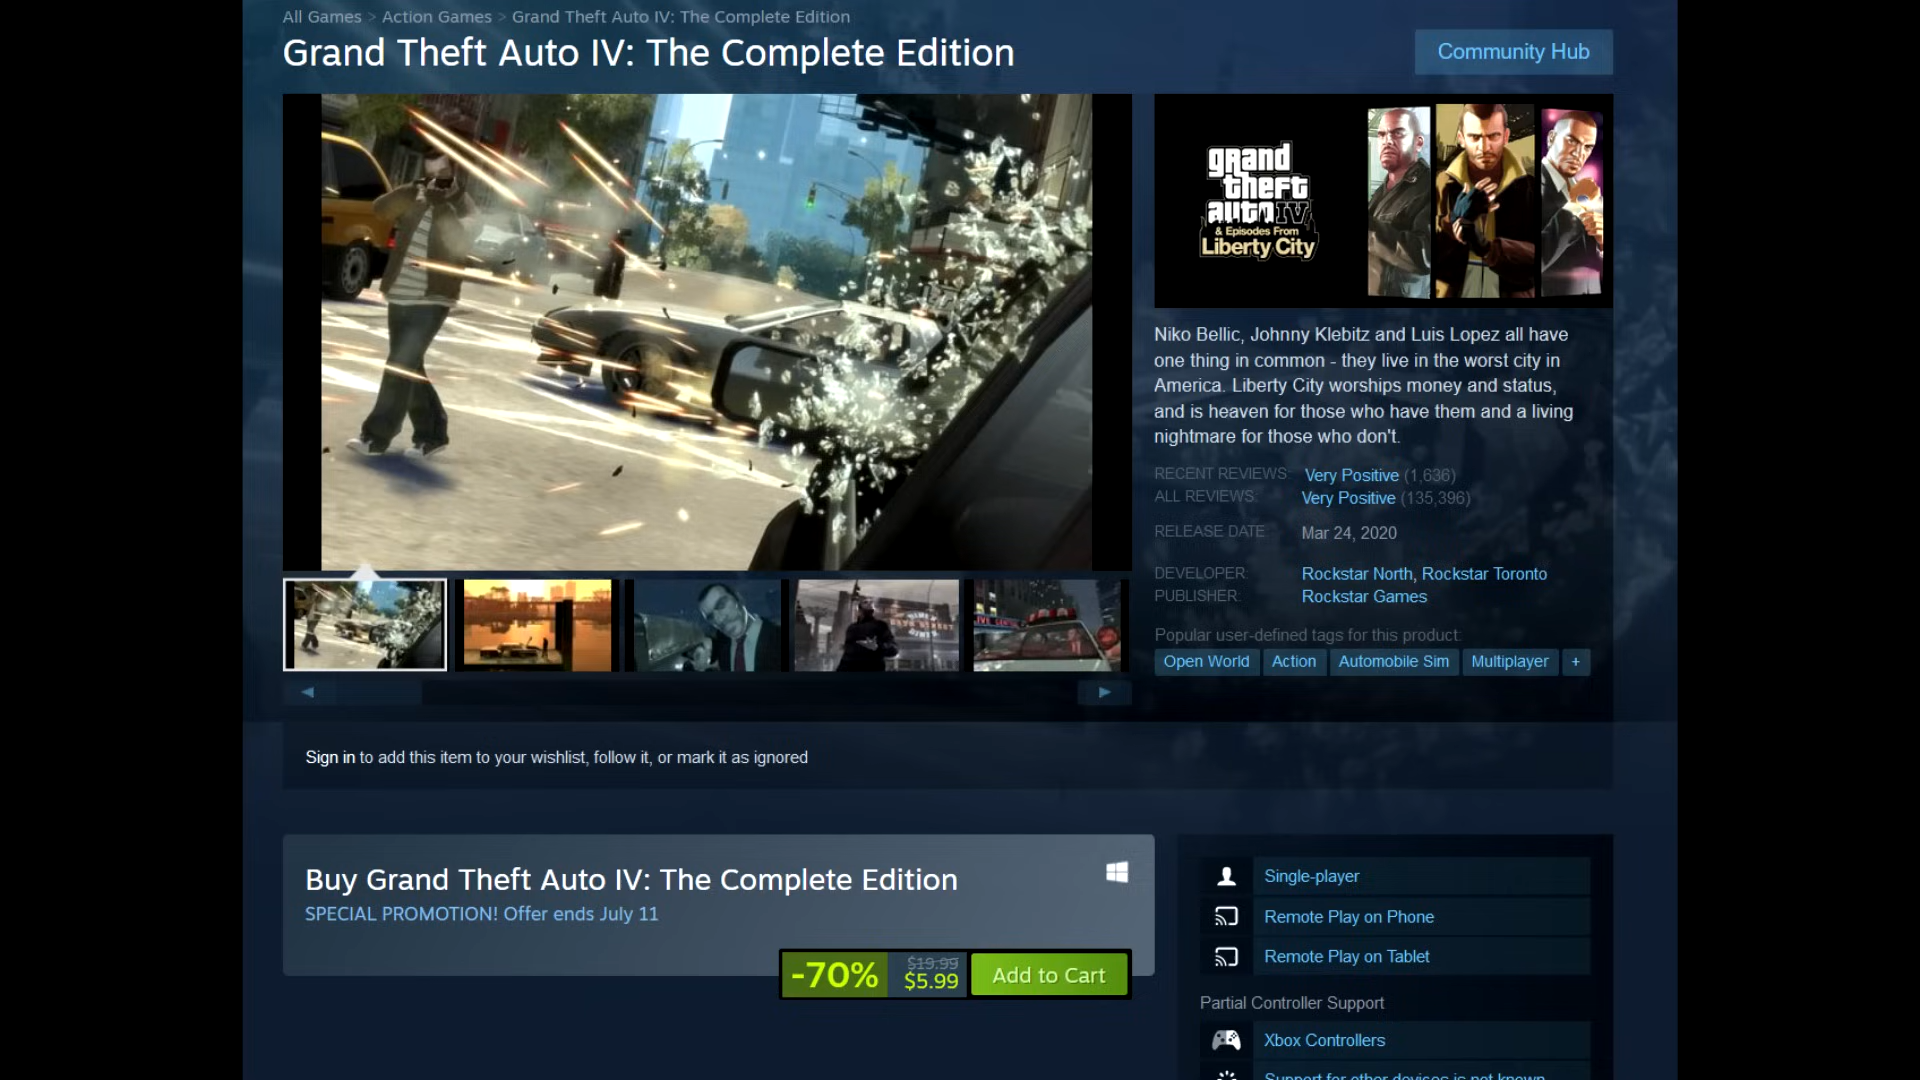 All Games > Action Games > Grand Theft Auto IV: The Complete Edition
Grand Theft Auto IV: The Complete Edition
Community Hub
grand
theft
auto IV
& Episodes From
Liberty City
Niko Bellic, Johnny Klebitz and Luis Lopez all have
one thing in common - they live in the worst city in
America. Liberty City worships money and status,
and is heaven for those who have them and a living
nightmare for those who don't.
RECENT REVIEWS: Very Positive (1,636)
ALL REVIEWS: Very Positive (135,396)
RELEASE DATE: Mar 24, 2020
DEVELOPER: Rockstar North, Rockstar Toronto
PUBLISHER: Rockstar Games
Popular user-defined tags for this product:
Open World Action Automobile Sim Multiplayer +
Sign in to add this item to your wishlist, follow it, or mark it as ignored
Buy Grand Theft Auto IV: The Complete Edition
SPECIAL PROMOTION! Offer ends July 11
-70% $19.99 $5.99 Add to Cart
Single-player
Remote Play on Phone
Remote Play on Tablet
Partial Controller Support
Xbox Controllers
Support for other devices is not known